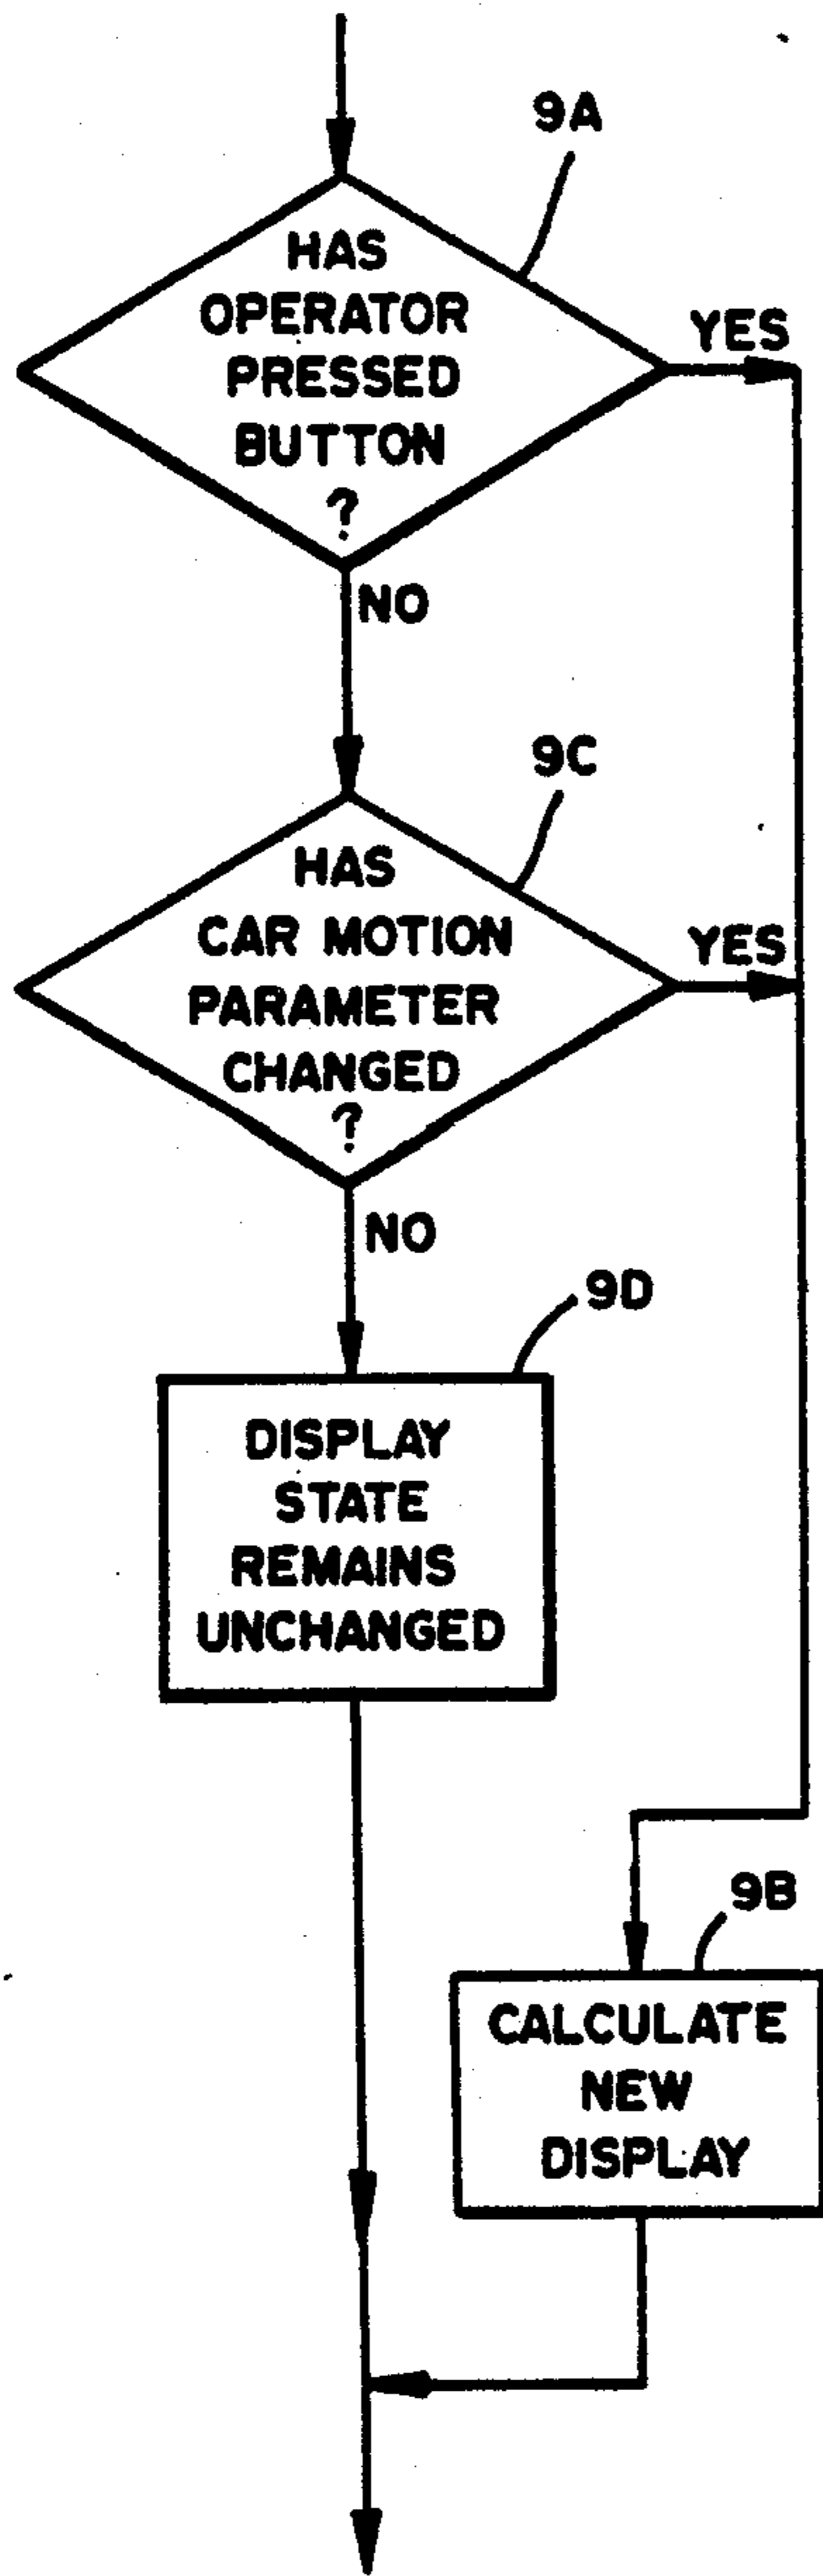 9A
HAS
OPERATOR
PRESSED
BUTTON
?
YES
NO
9C
HAS
CAR MOTION
PARAMETER
CHANGED
?
YES
NO
9D
DISPLAY
STATE
REMAINS
UNCHANGED
9B
CALCULATE
NEW
DISPLAY